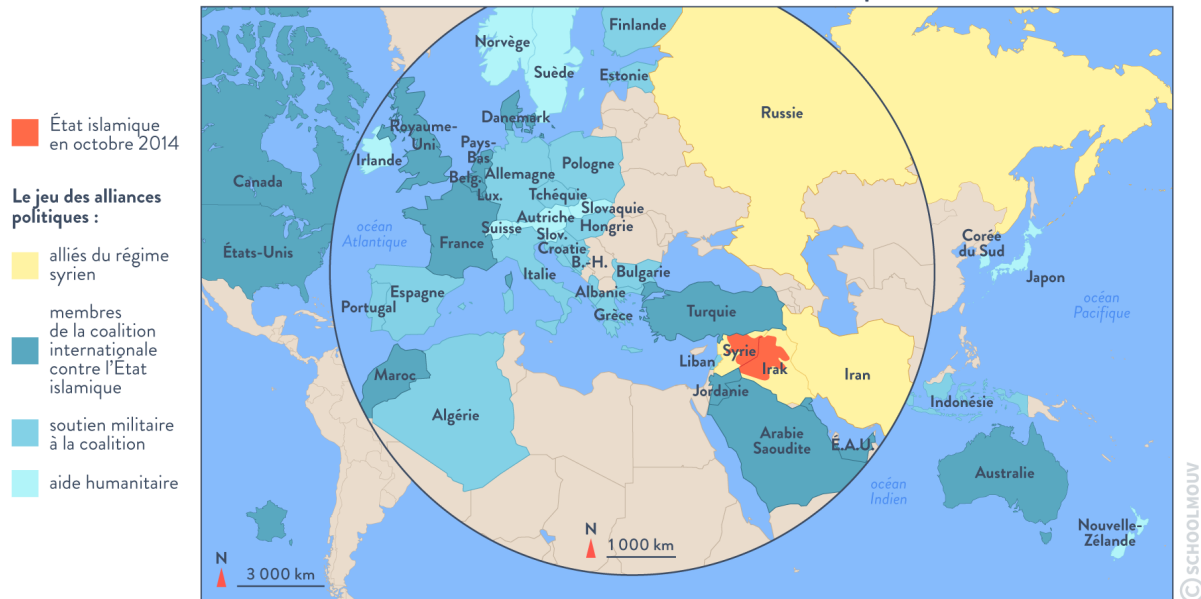 État islamique
en octobre 2014
Le jeu des alliances
politiques :
alliés du régime
syrien
membres
de la coalition
internationale
contre l'État
islamique
soutien militaire
à la coalition
aide humanitaire
Finlande
Norvège
Suède
Estonie
Russie
Danemark
Royaume-
Uni
Irlande
Pays-
Bas
Belg.
Lux.
Allemagne
Pologne
Tchéquie
Slovaquie
Autriche
Hongrie
Suisse
Slov.
Croatie
B.-H.
France
Italie
Bulgarie
Albanie
Grèce
Espagne
Portugal
Canada
États-Unis
océan
Atlantique
Turquie
Syrie
Liban
Irak
Iran
Jordanie
Arabie
Saoudite
É.A.U.
Maroc
Algérie
Corée
du Sud
Japon
océan
Pacifique
Indonésie
océan
Indien
Australie
Nouvelle-
Zélande
N
3 000 km
N
1 000 km
© SCHOOLMOUV